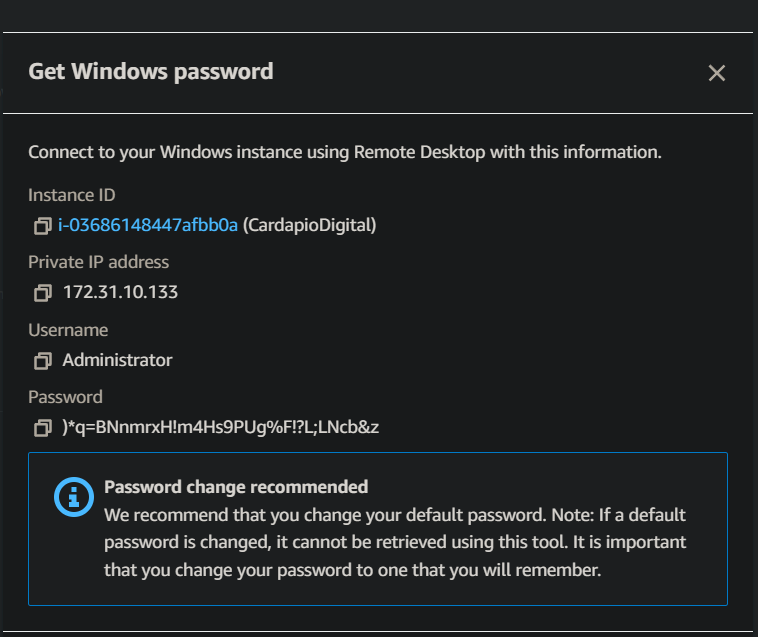 Get Windows password
Connect to your Windows instance using Remote Desktop with this information.
Instance ID
i-03686148447afbb0a (CardapioDigital)
Private IP address
172.31.10.133
Username
Administrator
Password
)*q=BNnmrxH!m4Hs9PUg%F!?L;LNcb&z
Password change recommended
We recommend that you change your default password. Note: If a default
password is changed, it cannot be retrieved using this tool. It is important
that you change your password to one that you will remember.